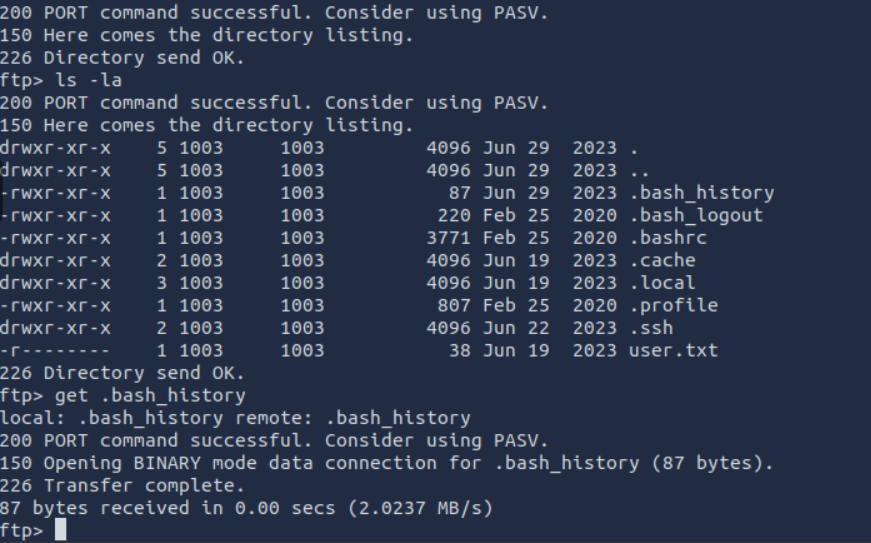 200 PORT command successful. Consider using PASV.
150 Here comes the directory listing.
226 Directory send OK.
ftp> ls -la
200 PORT command successful. Consider using PASV.
150 Here comes the directory listing.
drwxr-xr-x    5 1003     1003         4096 Jun 29  2023 .
drwxr-xr-x    5 1003     1003         4096 Jun 29  2023 ..
-rwxr-xr-x    1 1003     1003           87 Jun 29  2023 .bash_history
-rwxr-xr-x    1 1003     1003          220 Feb 25  2020 .bash_logout
-rwxr-xr-x    1 1003     1003         3771 Feb 25  2020 .bashrc
drwxr-xr-x    2 1003     1003         4096 Jun 19  2023 .cache
drwxr-xr-x    3 1003     1003         4096 Jun 19  2023 .local
-rwxr-xr-x    1 1003     1003          807 Feb 25  2020 .profile
drwxr-xr-x    2 1003     1003         4096 Jun 22  2023 .ssh
-r--------    1 1003     1003           38 Jun 19  2023 user.txt
226 Directory send OK.
ftp> get .bash_history
local: .bash_history remote: .bash_history
200 PORT command successful. Consider using PASV.
150 Opening BINARY mode data connection for .bash_history (87 bytes).
226 Transfer complete.
87 bytes received in 0.00 secs (2.0237 MB/s)
ftp>